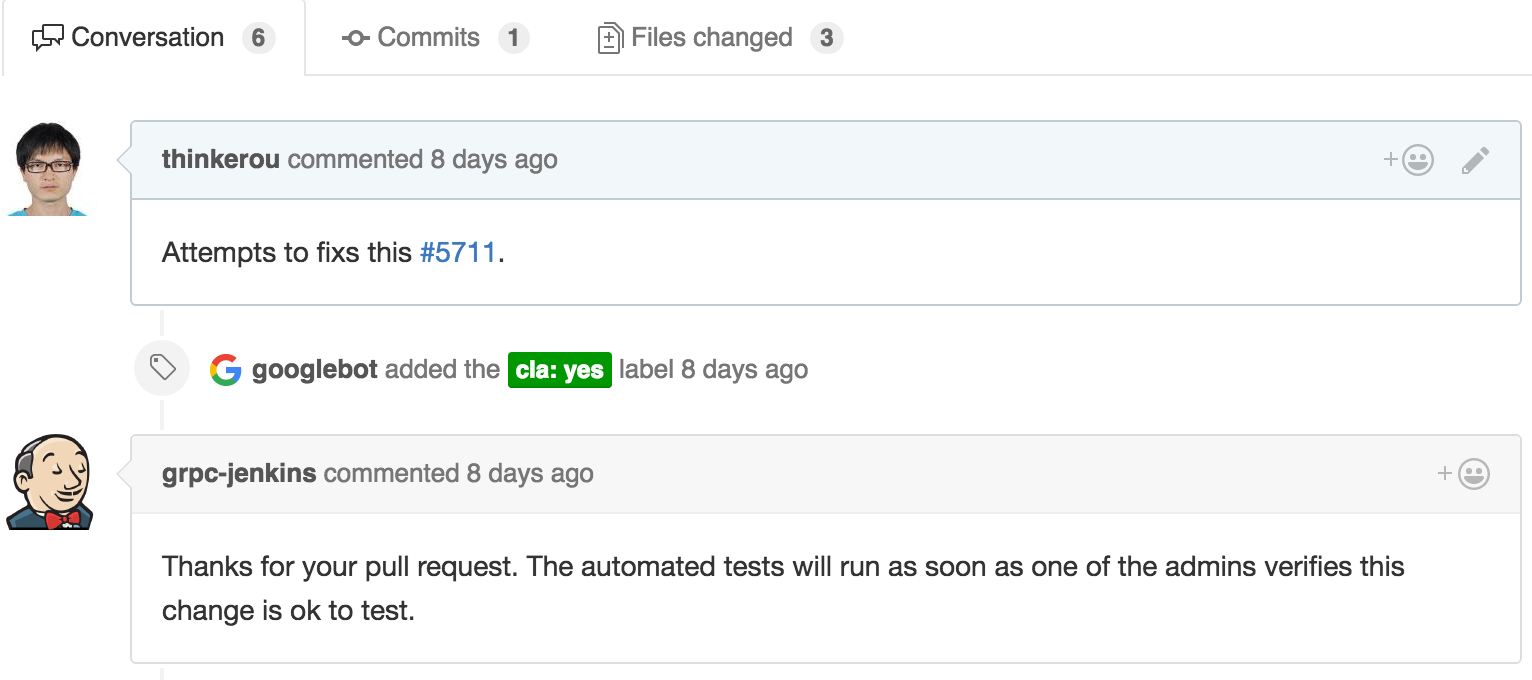 Conversation 6 Commits 1 Files changed 3
thinkerou commented 8 days ago
Attempts to fixs this #5711.
googlebot added the cla: yes label 8 days ago
grpc-jenkins commented 8 days ago
Thanks for your pull request. The automated tests will run as soon as one of the admins verifies this
change is ok to test.